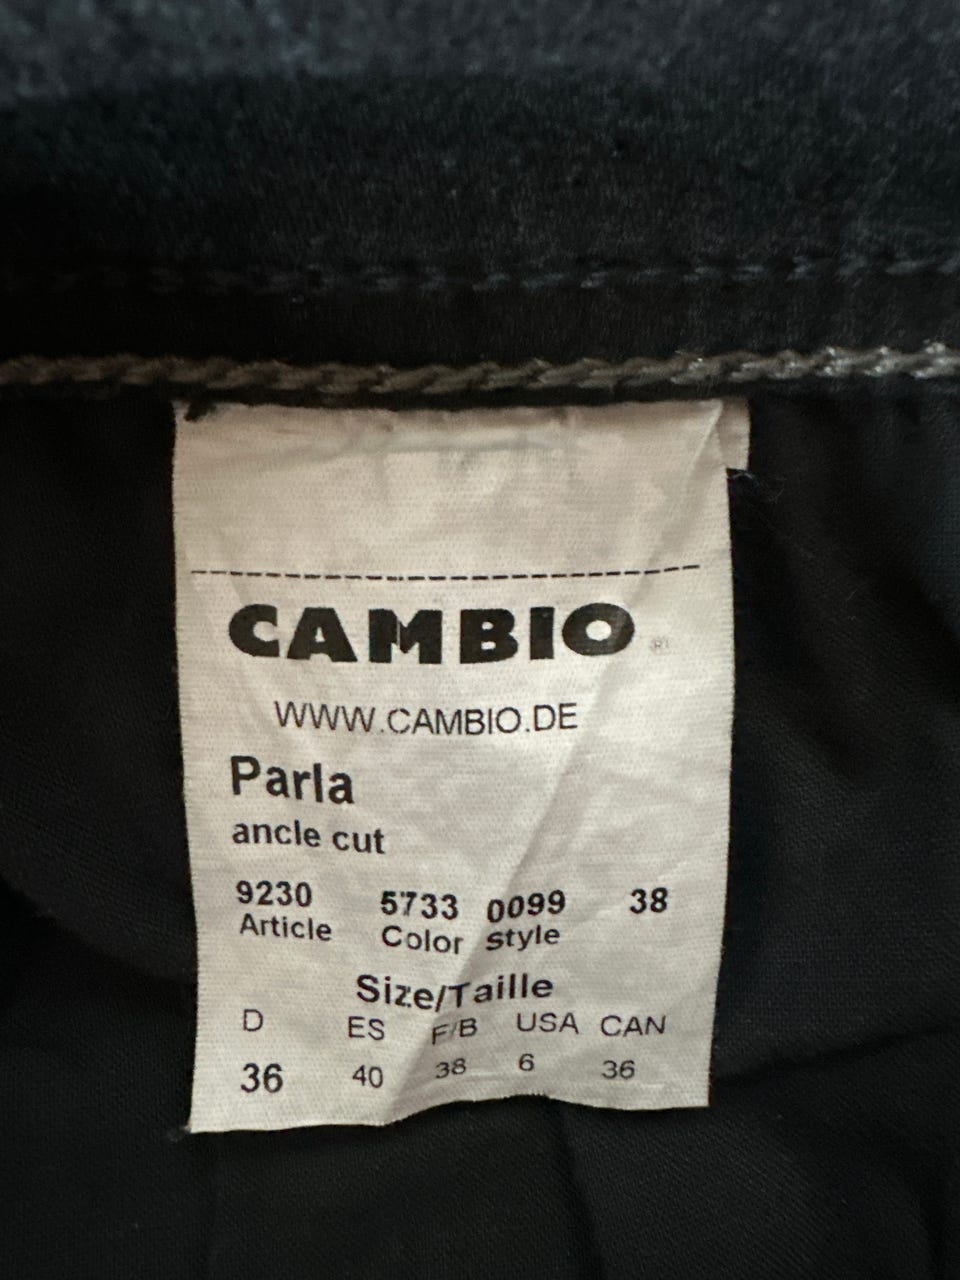 CAMBIO ®
WWW.CAMBIO.DE
Parla
ancle cut
9230 5733 0099 38
Article Color style
Size/Taille
D ES F/B USA CAN
36 40 38 6 36